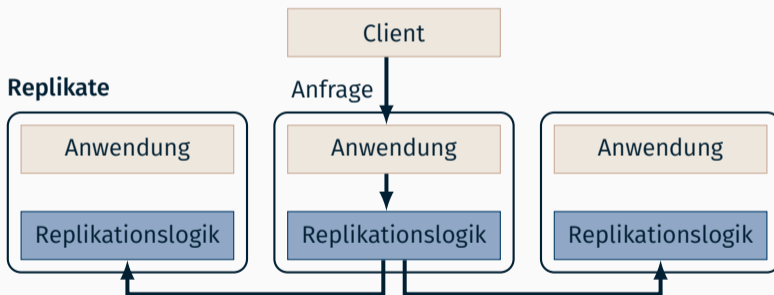 Client
Replikate
Anfrage
Anwendung Anwendung Anwendung
Replikationslogik Replikationslogik Replikationslogik